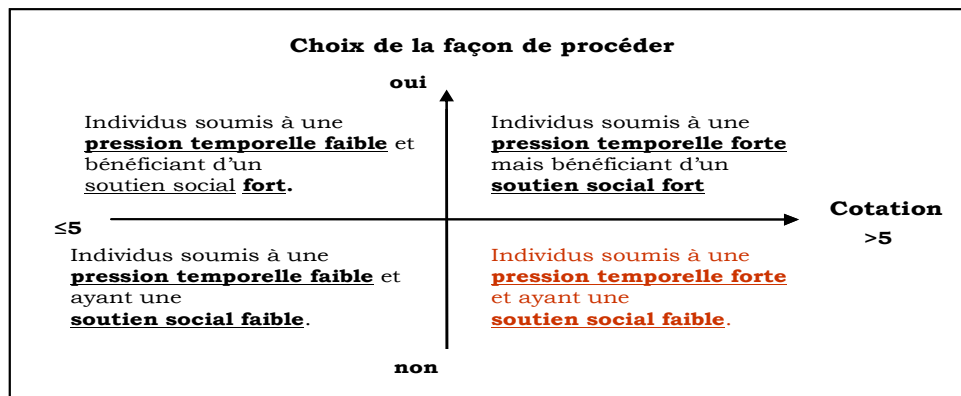 Choix de la façon de procéder
oui
Individus soumis à une
pression temporelle faible et
bénéficiant d'un
soutien social fort.
Individus soumis à une
pression temporelle forte
mais bénéficiant d'un
soutien social fort
≤5
Cotation
>5
Individus soumis à une
pression temporelle faible et
ayant une
soutien social faible.
Individus soumis à une
pression temporelle forte
et ayant une
soutien social faible.
non